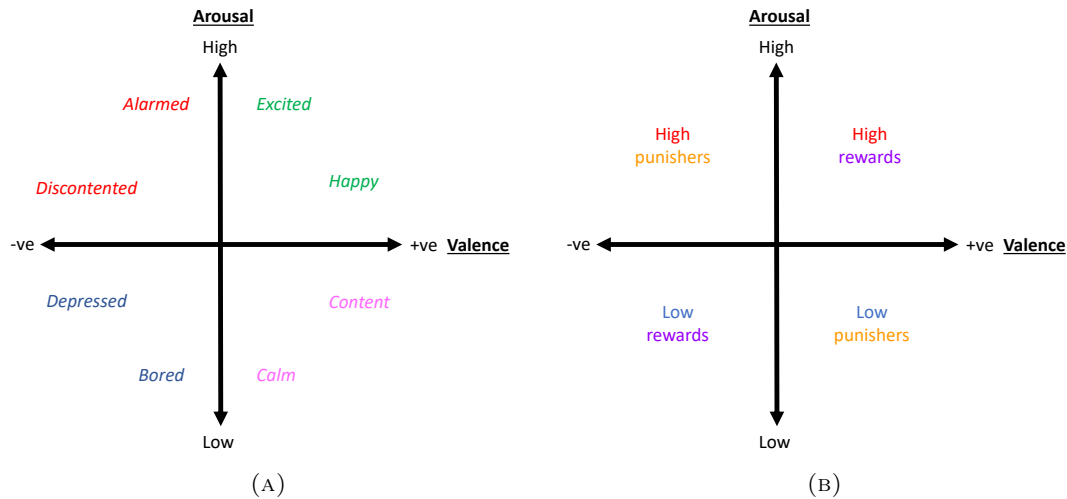 Arousal
High
Alarmed
Excited
Discontented
Happy
-ve
+ve Valence
Depressed
Content
Bored
Calm
Low
(A)
Arousal
High
High
punishers
High
rewards
-ve
+ve Valence
Low
rewards
Low
punishers
Low
(B)